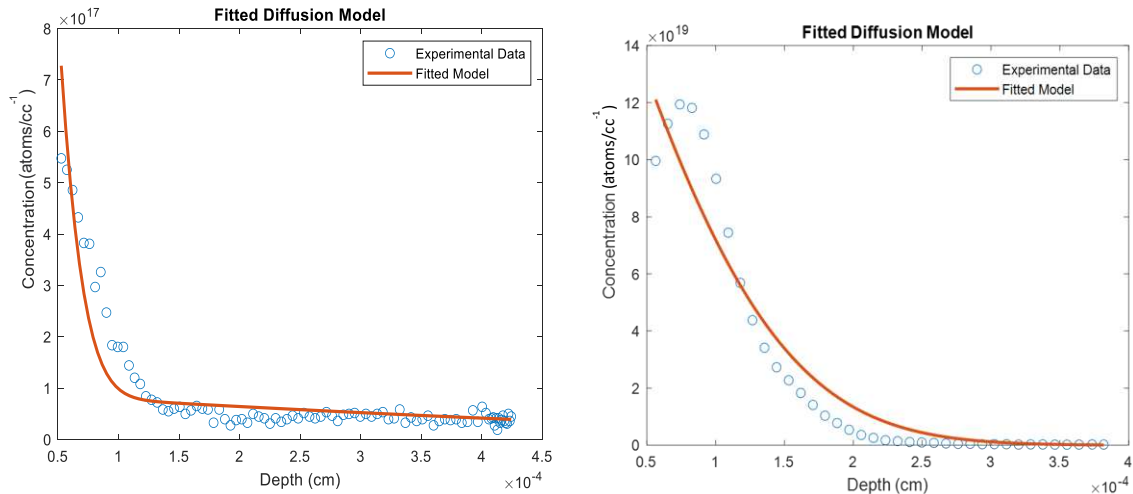 Fitted Diffusion Model
×10^17
8
7
6
5
4
3
2
1
0
Concentration(atoms/cc^-1)
Experimental Data
Fitted Model
0.5 1 1.5 2 2.5 3 3.5 4 4.5
Depth (cm)
×10^-4
Fitted Diffusion Model
×10^19
14
12
10
8
6
4
2
0
Concentration (atoms/cc^-1)
Experimental Data
Fitted Model
0.5 1 1.5 2 2.5 3 3.5 4
Depth (cm)
×10^-4